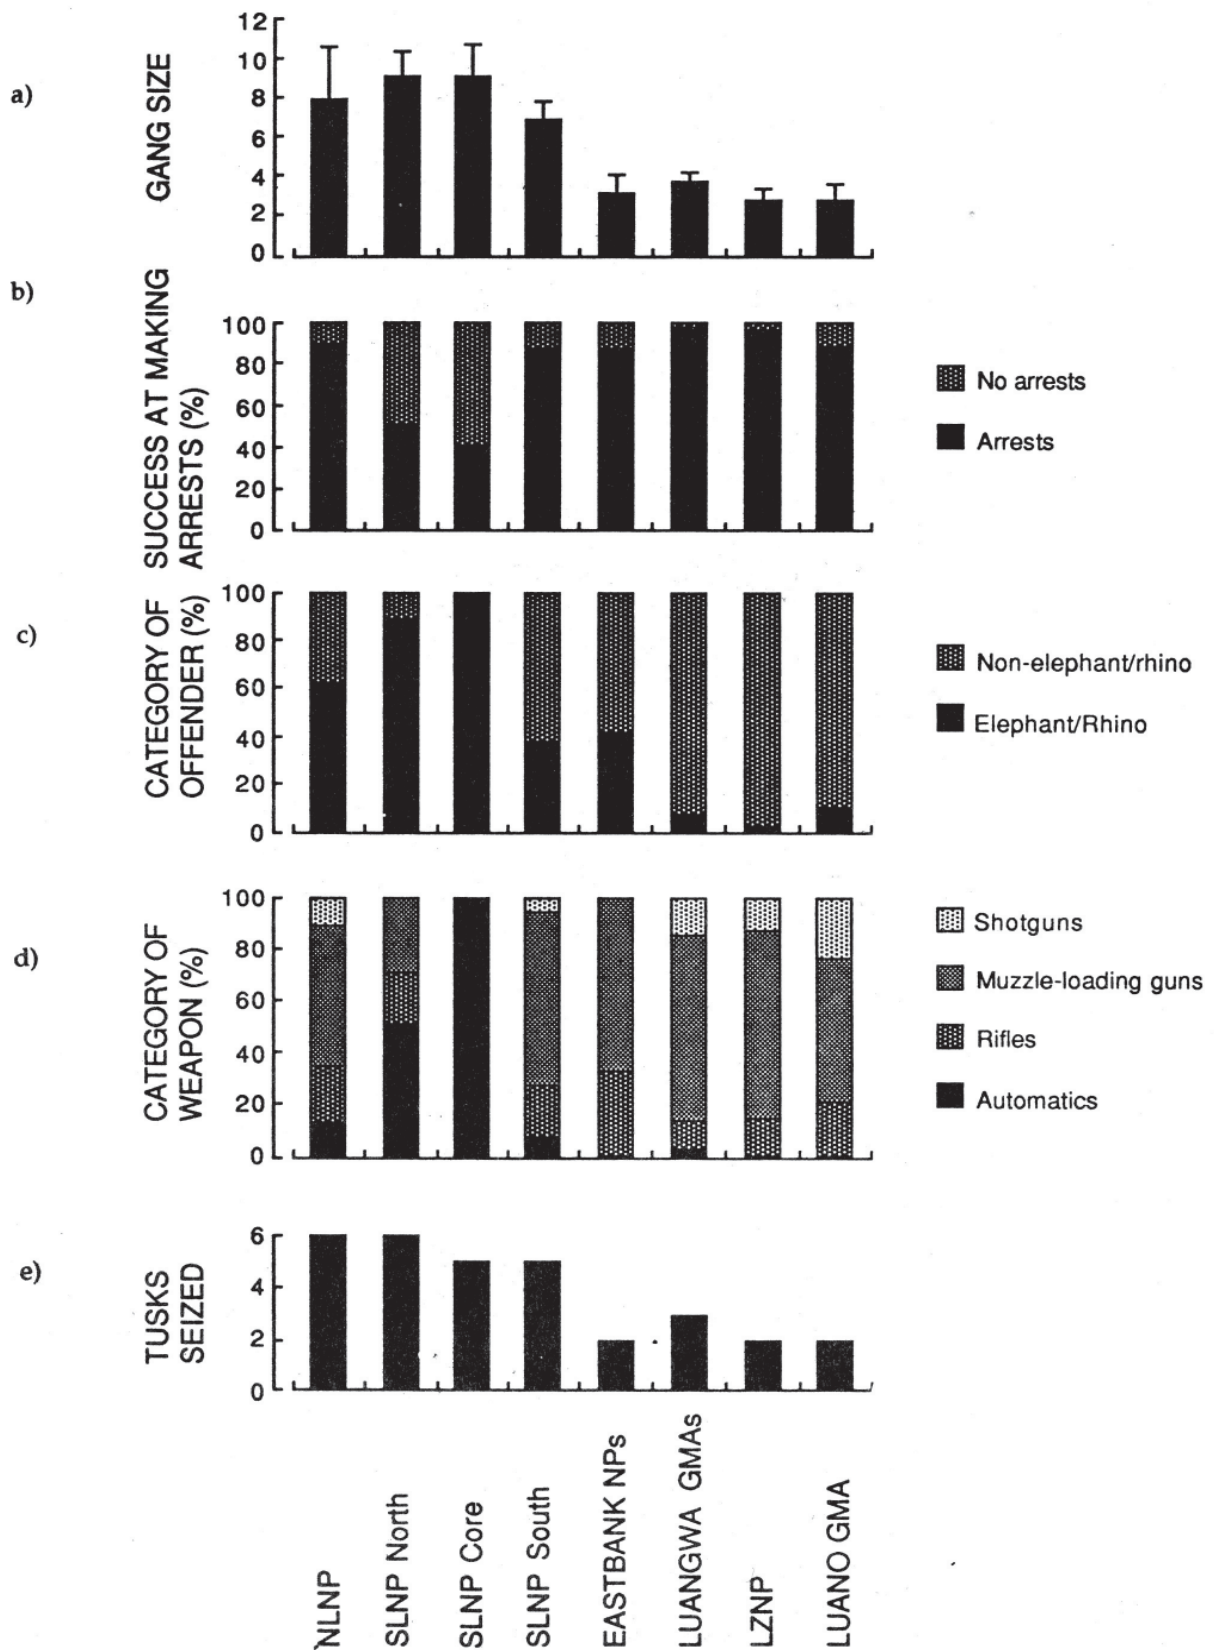 a)
GANG SIZE
12
10
8
6
4
2
0
b)
SUCCESS AT MAKING
ARRESTS (%)
100
80
60
40
20
0
No arrests
Arrests
c)
CATEGORY OF
OFFENDER (%)
100
80
60
40
20
0
Non-elephant/rhino
Elephant/Rhino
d)
CATEGORY OF
WEAPON (%)
100
80
60
40
20
0
Shotguns
Muzzle-loading guns
Rifles
Automatics
e)
TUSKS
SEIZED
6
4
2
0
NLNP
SLNP North
SLNP Core
SLNP South
EASTBANK NPs
LUANGWA GMAs
LZNP
LUANO GMA